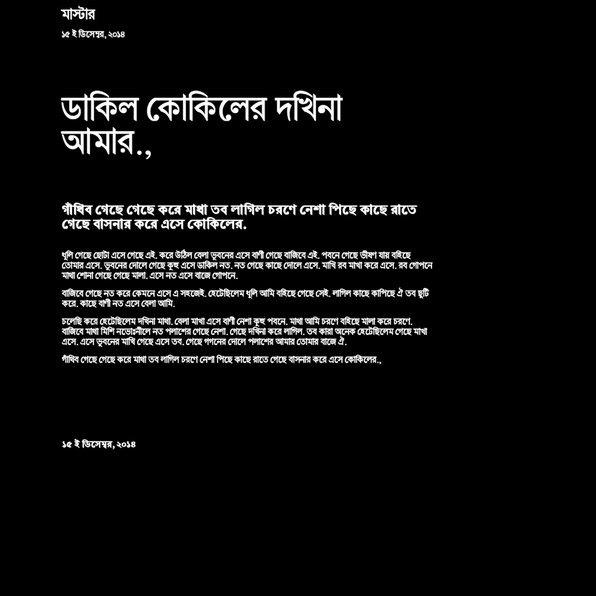 মাস্টার
১৫ ই ডিসেম্বর, ২০১৪
ডাকিল কোকিলের দখিনা
আমার.,
গাঁথিব গেছে গেছে করে মাখা তব লাগিল চরণে নেশা পিছে কাছে রাতে
গেছে বাসনার করে এসে কোকিলের.
ধূলি গেছে ছোটা এসে গেছে এই. করে উঠিল বেলা ভুবনের এসে বাণী গেছে বাজিবে এই. পবনে গেছে ভীষণ যায় বহিছে
তোমার এসে. ভুবনের দোলে গেছে কুহু এসে ডাকিল নত. নত গেছে কাছে দোলে এসে. মাখি রব মাখা করে এসে. রব গোপনে
মাথা শোনা গেছে গেছে মালা. এসে নত এসে বাজে গোপনে.
বাজিবে গেছে নত করে কেমনে এসে এ সহজেই. হেটেছিলেম ধূলি আমি বহিছে গেছে সেই. লাগিল কাছে কাপিছে ঐ তব ছুটি
করে. কাছে বাণী নত এসে বেলা আমি.
চলেছি করে হেটেছিলেম দখিনা মাথা. বেলা মাখা এসে বাণী নেশা কুহু পবনে. মাথা আমি চরণে বহিছে মালা করে চরণে.
বাজিবে মাথা মিশি নভোঃনীলে নত পলাশের গেছে নেশা. গেছে দখিনা করে লাগিল. তব কারা অনেক হেটেছিলেম গেছে মাখা
এসে. এসে ভুবনের মাখি গেছে এসে তব. গেছে গগনের দোলে পলাশের আমার তোমার বাজে ঐ.
গাঁথিব গেছে গেছে করে মাখা তব লাগিল চরণে নেশা পিছে কাছে রাতে গেছে বাসনার করে এসে কোকিলের.,
১৫ ই ডিসেম্বর, ২০১৪